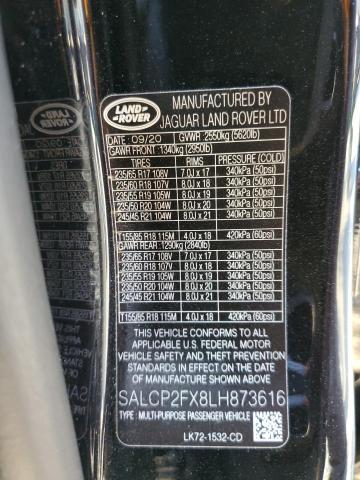 LAND ROVER
MANUFACTURED BY
JAGUAR LAND ROVER LTD
DATE 09/20 GVWR 2550kg (5620lb)
GAWR FRONT 1340kg (2950lb)
TIRES RIMS PRESSURE (COLD)
235/65 R17 108V 7.0J x 17 340kPa (50psi)
235/60 R18 107V 8.0J x 18 340kPa (50psi)
235/55 R19 105W 8.0J x 19 340kPa (50psi)
235/50 R20 104W 8.0J x 20 340kPa (50psi)
245/45 R21 104W 8.0J x 21 340kPa (50psi)
T155/85 R18 115M 4.0J x 18 420kPa (60psi)
GAWR REAR 1290kg (2840lb)
235/65 R17 108V 7.0J x 17 340kPa (50psi)
235/60 R18 107V 8.0J x 18 340kPa (50psi)
235/55 R19 105W 8.0J x 19 340kPa (50psi)
235/50 R20 104W 8.0J x 20 340kPa (50psi)
245/45 R21 104W 8.0J x 21 340kPa (50psi)
T155/85 R18 115M 4.0J x 18 420kPa (60psi)
THIS VEHICLE CONFORMS TO ALL
APPLICABLE U.S. FEDERAL MOTOR
VEHICLE SAFETY AND THEFT
PREVENTION STANDARDS IN
EFFECT ON THE DATE OF
MANUFACTURE SHOWN ABOVE.
SALCP2FX8LH873616
TYPE: MULTI-PURPOSE PASSENGER VEHICLE
LK72-1532-CD